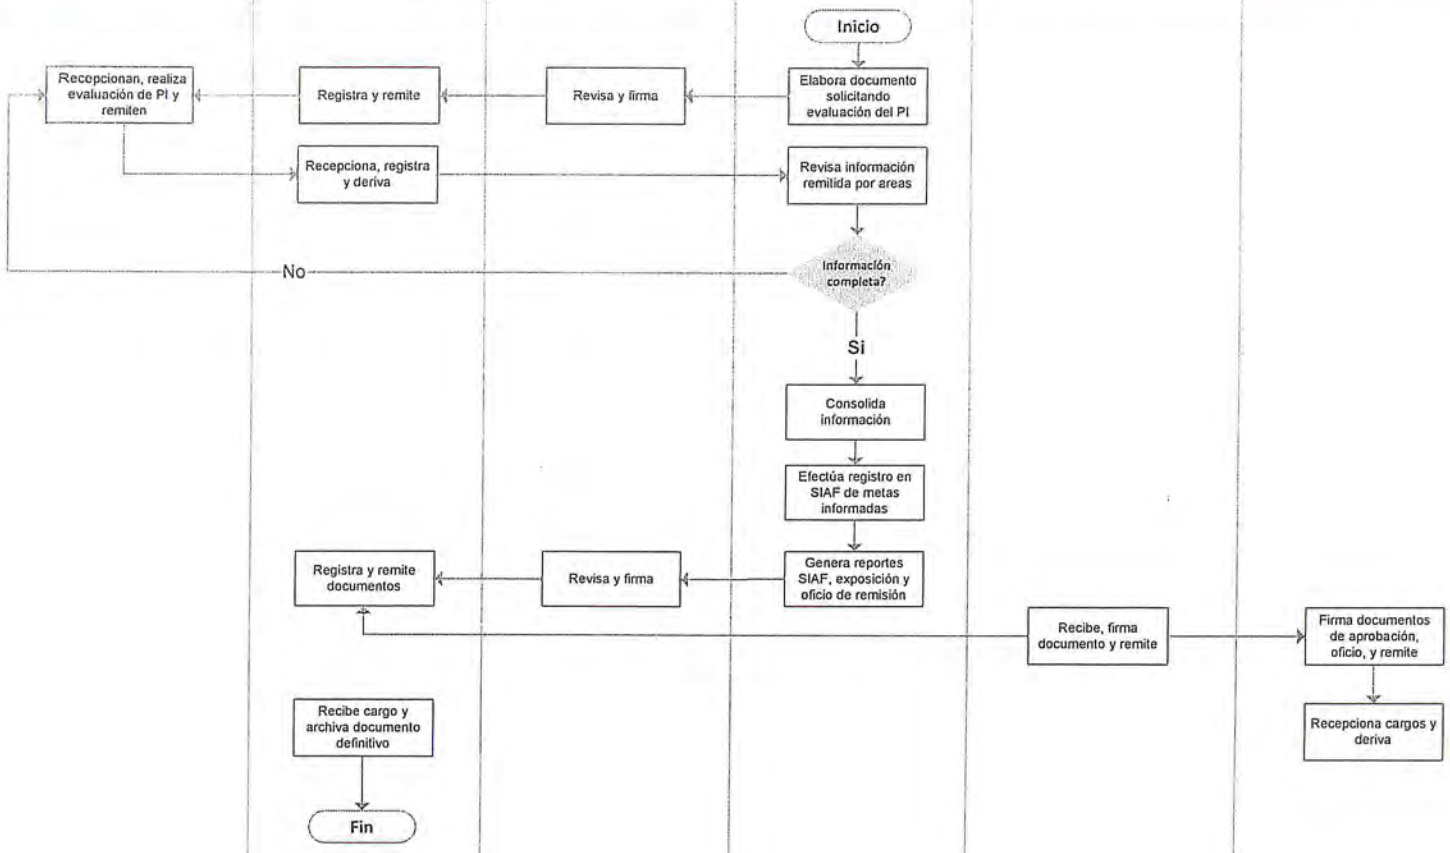 Inicio
Recopcionan, realiza
evaluación de PI y
remiten
Registra y remite
Revisa y firma
Elabora documento
solicitando
evaluación del PI
Recepciona, registra
y deriva
Revisa información
remitida por areas
No
Información
completa?
Si
Consolida
información
Efectúa registro en
SIAF de metas
informadas
Registra y remite
documentos
Revisa y firma
Genera reportes
SIAF, exposición y
oficio de remisión
Recibe, firma
documento y remite
Firma documentos
de aprobación,
oficio, y remite
Recibe cargo y
archiva documento
definitivo
Recepciona cargos y
deriva
Fin